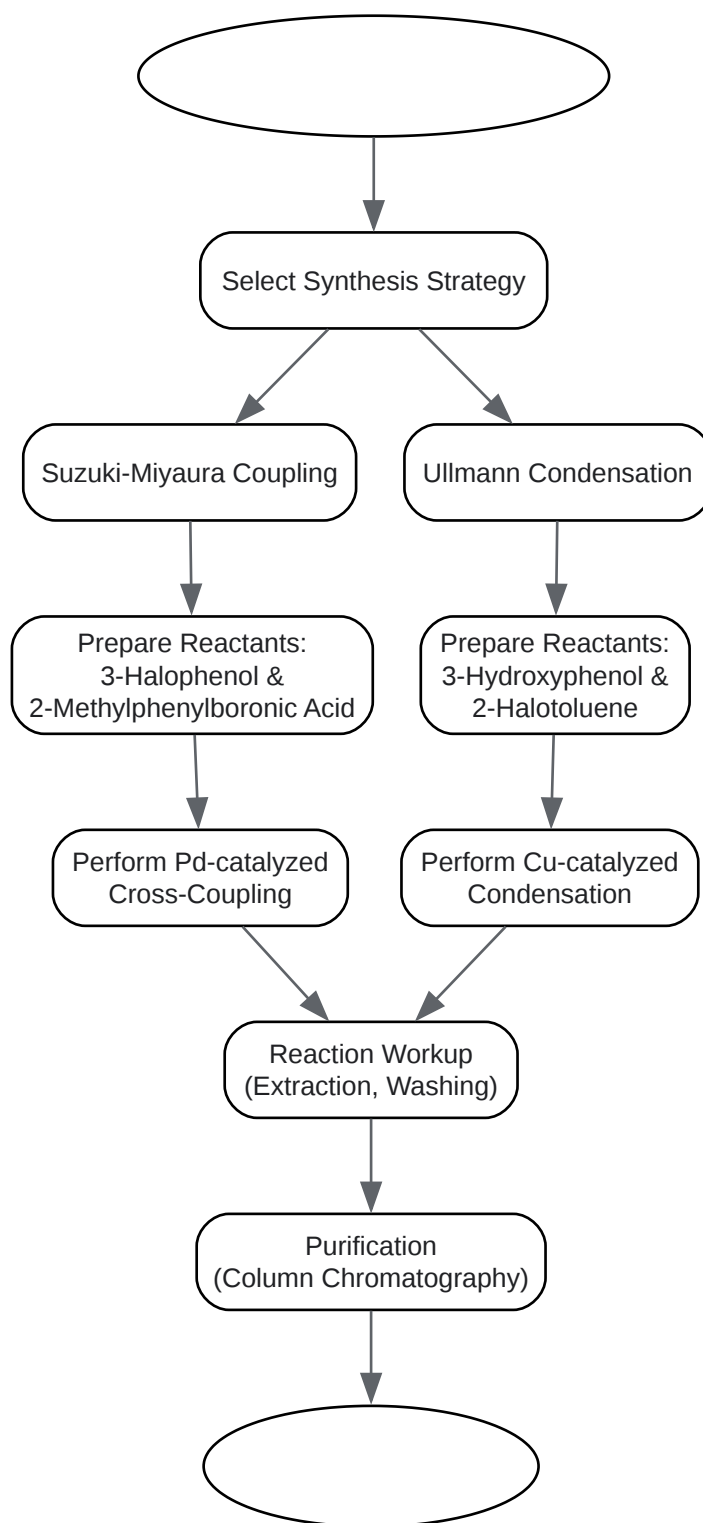 Select Synthesis Strategy
Suzuki-Miyaura Coupling
Ullmann Condensation
Prepare Reactants:
3-Halophenol &
2-Methylphenylboronic Acid
Prepare Reactants:
3-Hydroxyphenol &
2-Halotoluene
Perform Pd-catalyzed
Cross-Coupling
Perform Cu-catalyzed
Condensation
Reaction Workup
(Extraction, Washing)
Purification
(Column Chromatography)